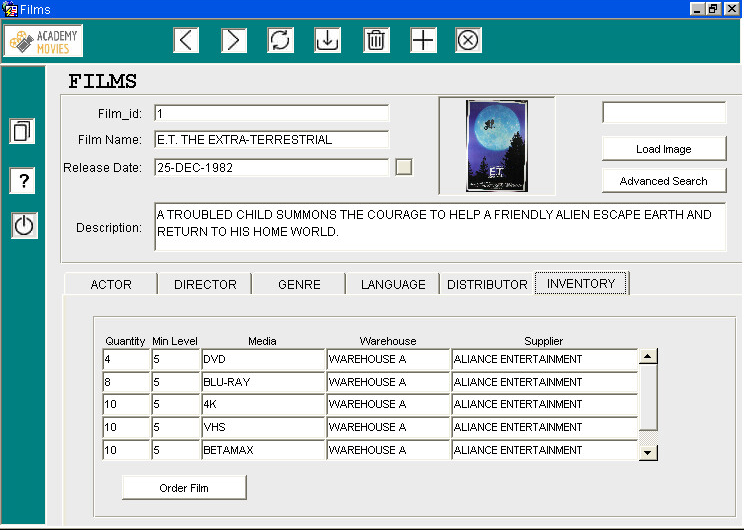 Films
ACADEMY
MOVIES
FILMS
Film_id: 1
Film Name: E.T. THE EXTRA-TERRESTRIAL
Release Date: 25-DEC-1982
E.T.
Load Image
Advanced Search
Description: A TROUBLED CHILD SUMMONS THE COURAGE TO HELP A FRIENDLY ALIEN ESCAPE EARTH AND
RETURN TO HIS HOME WORLD.
ACTOR DIRECTOR GENRE LANGUAGE DISTRIBUTOR INVENTORY
Quantity Min Level Media Warehouse Supplier
4 5 DVD WAREHOUSE A ALIANCE ENTERTAINMENT
8 5 BLU-RAY WAREHOUSE A ALIANCE ENTERTAINMENT
10 5 4K WAREHOUSE A ALIANCE ENTERTAINMENT
10 5 VHS WAREHOUSE A ALIANCE ENTERTAINMENT
10 5 BETAMAX WAREHOUSE A ALIANCE ENTERTAINMENT
Order Film